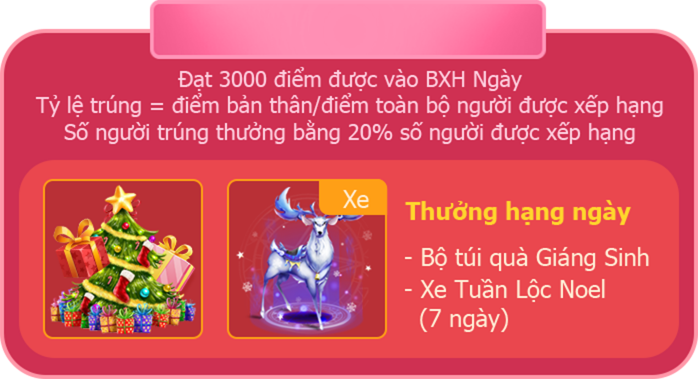 Đạt 3000 điểm được vào BXH Ngày
Tỷ lệ trúng = điểm bản thân/điểm toàn bộ người được xếp hạng
Số người trúng thưởng bằng 20% số người được xếp hạng
Xe
Thưởng hạng ngày
- Bộ túi quà Giáng Sinh
- Xe Tuần Lộc Noel
(7 ngày)